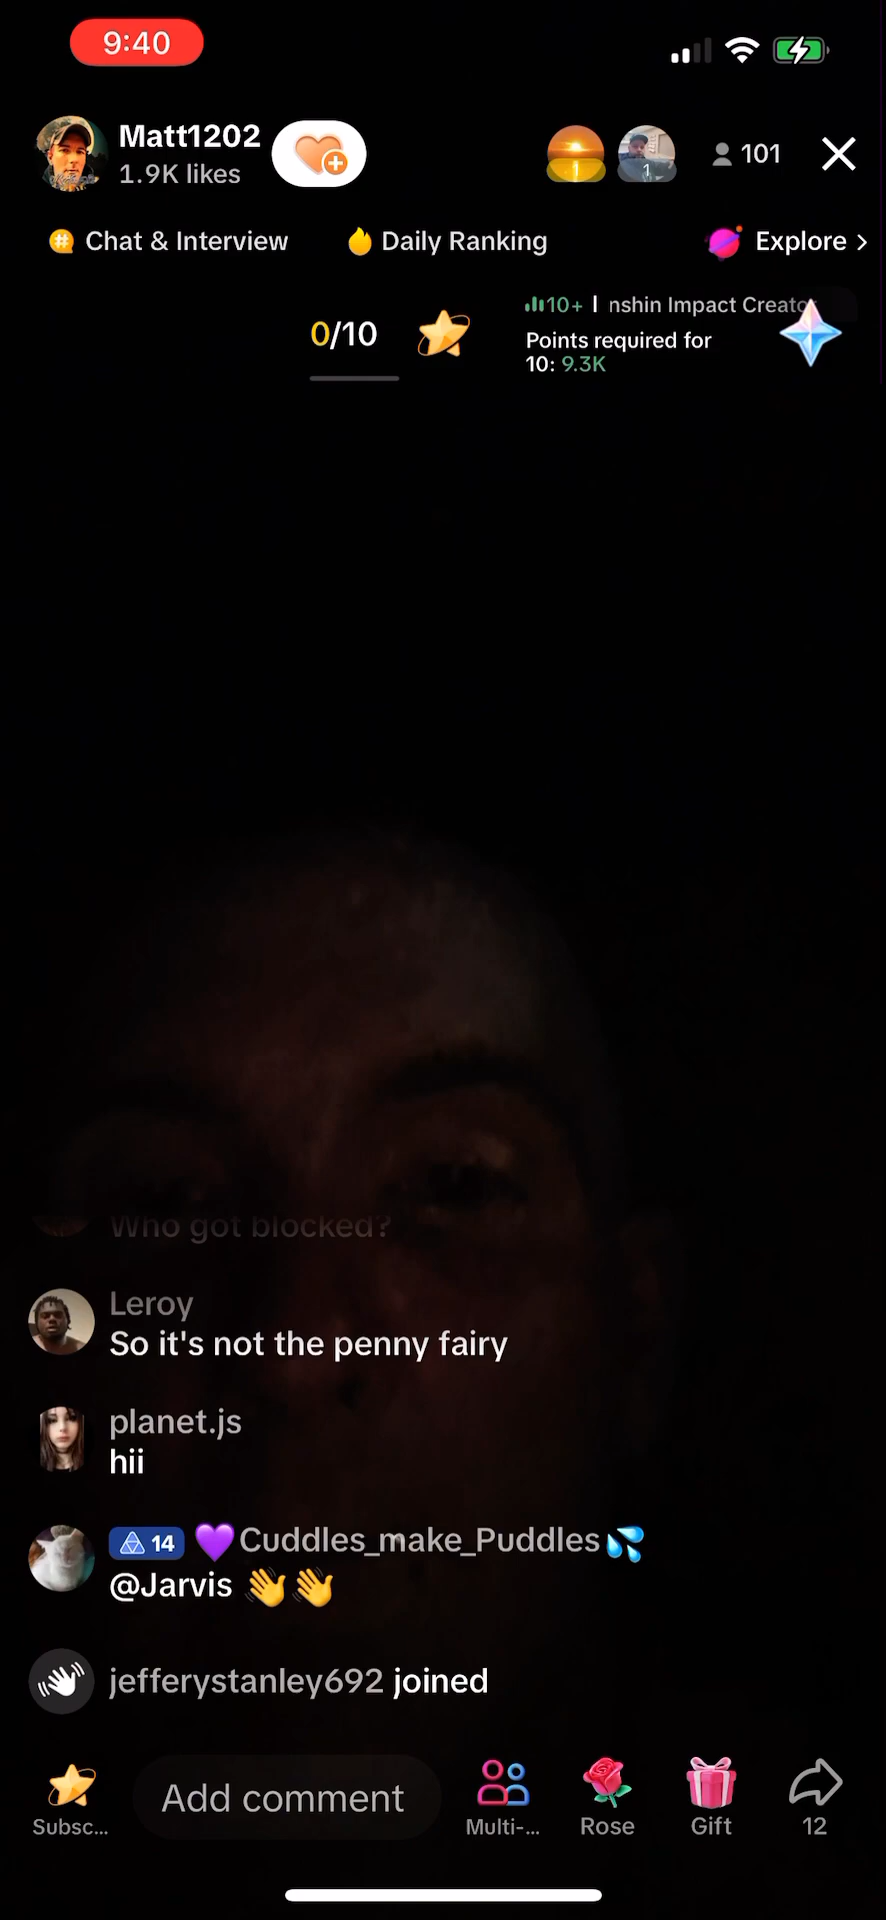 9:40
Matt1202
1.9K likes
1
1
101
Chat & Interview
Daily Ranking
Explore >
0/10
10+
nshin Impact Creato
Points required for
10: 9.3K
Who got blocked?
Leroy
So it's not the penny fairy
planet.js
hii
14 💜Cuddles_make_Puddles💦
@Jarvis 👋👋
jefferystanley692 joined
Subsc...
Add comment
Multi-...
Rose
Gift
12